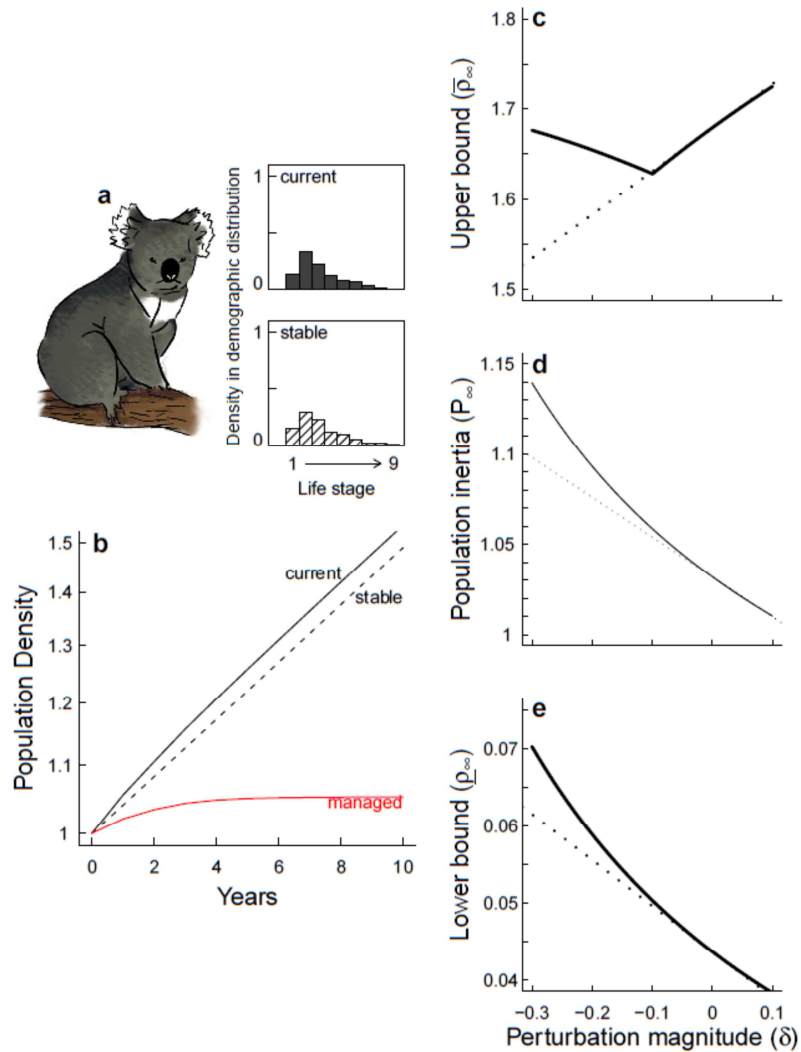 a
Density in demographic distribution
1
current
0
1
stable
0
1 9
Life stage
b
Population Density
1.5
1.4
1.3
1.2
1.1
1
current
stable
managed
0 2 4 6 8 10
Years
c
Upper bound (ρ̅∞)
1.8
1.7
1.6
1.5
d
Population inertia (P∞)
1.15
1.1
1.05
1
e
Lower bound (ρ̲∞)
0.07
0.06
0.05
0.04
−0.3 −0.2 −0.1 0 0.1
Perturbation magnitude (δ)